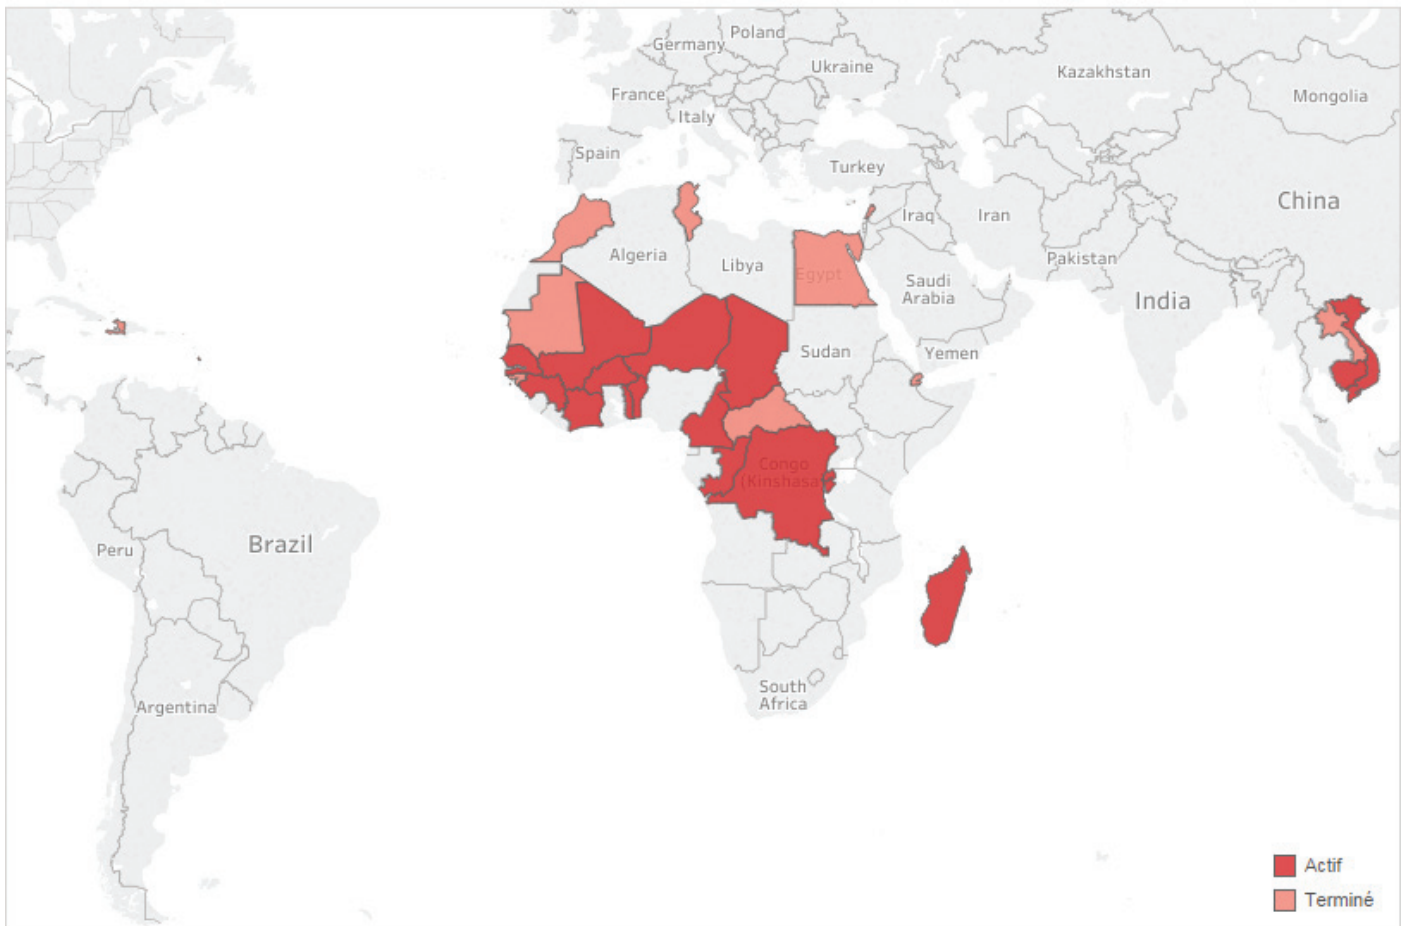 Poland
Germany
Ukraine
Kazakhstan
France
Mongolia
Italy
Spain
Turkey
China
Iraq
Iran
Algeria
Libya
Pakistan
Egypt
Saudi
Arabia
India
Sudan
Yemen
Congo
(Kinshasa)
Brazil
Peru
South
Africa
Argentina
Actif
Terminé